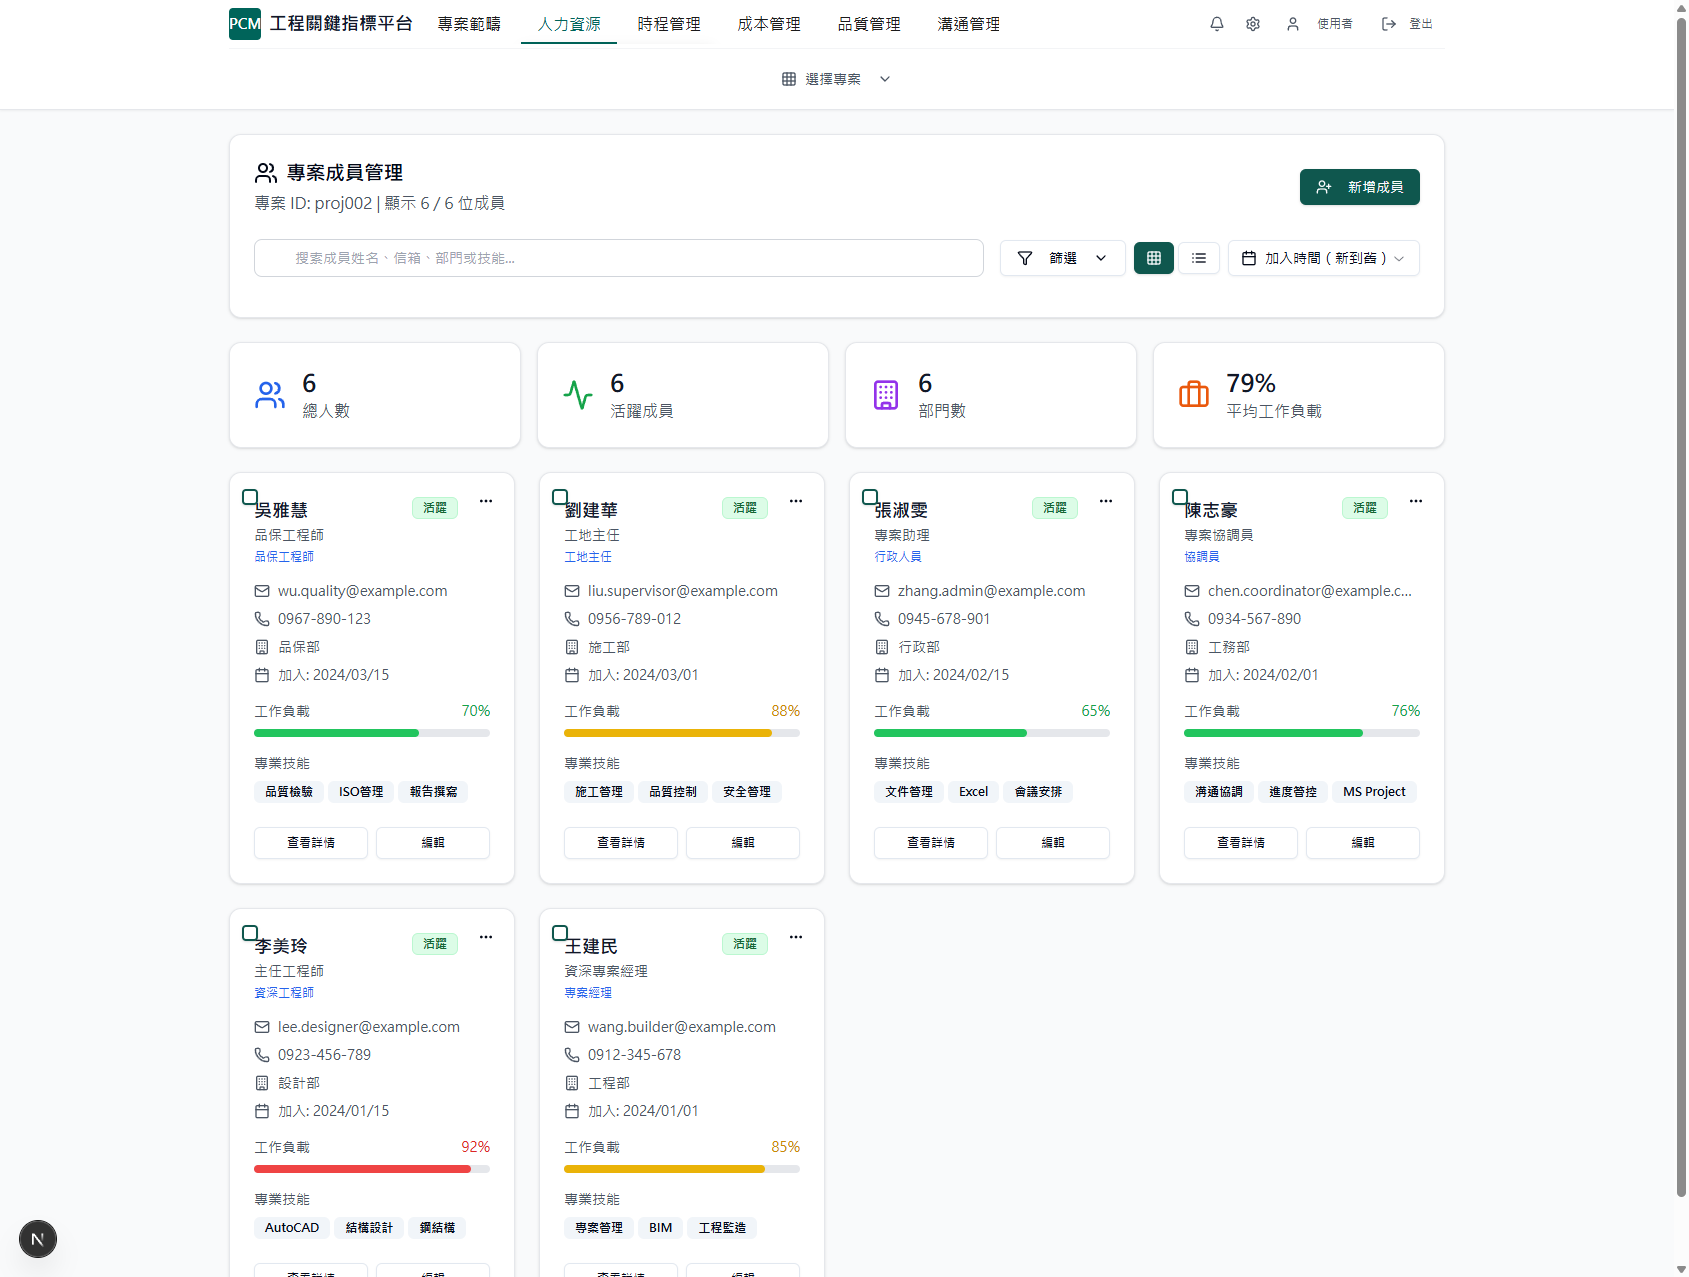 PCM 工程關鍵指標平台 專案範疇 人力資源 時程管理 成本管理 品質管理 溝通管理 使用者 登出
選擇專案
專案成員管理
專案 ID: proj002 | 顯示 6 / 6 位成員
新增成員
搜索成員姓名、信箱、部門或技能...
篩選
加入時間 ( 新到舊 )
6
總人數
6
活躍成員
6
部門數
79%
平均工作負載
吳雅慧 活躍
品保工程師
品保工程師
wu.quality@example.com
0967-890-123
品保部
加入: 2024/03/15
工作負載 70%
專業技能
品質檢驗 ISO管理 報告撰寫
查看詳情 編輯
劉建華 活躍
工地主任
工地主任
liu.supervisor@example.com
0956-789-012
施工部
加入: 2024/03/01
工作負載 88%
專業技能
施工管理 品質控制 安全管理
查看詳情 編輯
張淑雯 活躍
專案助理
行政人員
zhang.admin@example.com
0945-678-901
行政部
加入: 2024/02/15
工作負載 65%
專業技能
文件管理 Excel 會議安排
查看詳情 編輯
陳志豪 活躍
專案協調員
協調員
chen.coordinator@example.c...
0934-567-890
工務部
加入: 2024/02/01
工作負載 76%
專業技能
溝通協調 進度管控 MS Project
查看詳情 編輯
李美玲 活躍
主任工程師
資深工程師
lee.designer@example.com
0923-456-789
設計部
加入: 2024/01/15
工作負載 92%
專業技能
AutoCAD 結構設計 鋼結構
查看詳情 編輯
王建民 活躍
資深專案經理
專案經理
wang.builder@example.com
0912-345-678
工程部
加入: 2024/01/01
工作負載 85%
專業技能
專案管理 BIM 工程監造
查看詳情 編輯
N